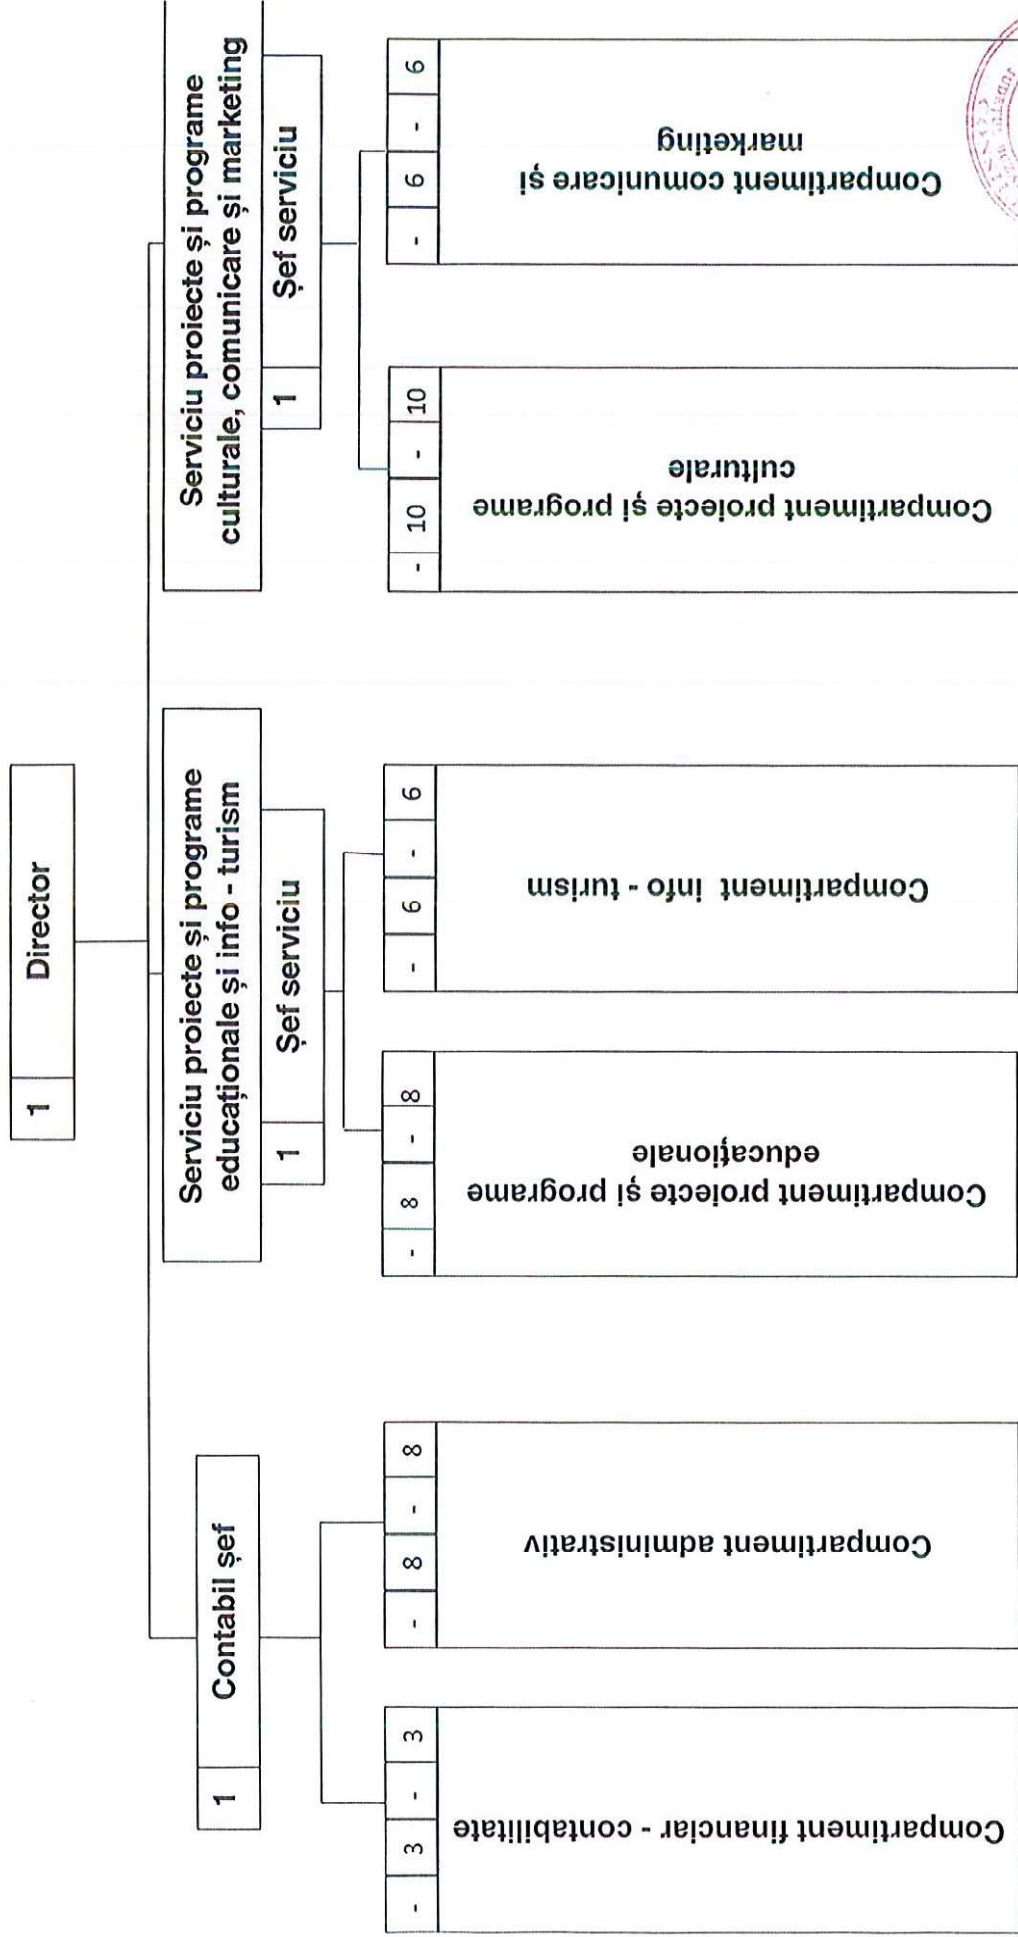 1 Director
1 Contabil șef
Serviciu proiecte și programe
educaționale și info - turism
1 Șef serviciu
Serviciu proiecte și programe
culturale, comunicare și marketing
1 Șef serviciu
- 3 - 3
Compartiment financiar - contabilitate
- 8 - 8
Compartiment administrativ
- 8 - 8
Compartiment proiecte și programe
educaționale
- 6 - 6
Compartiment info - turism
- 10 - 10
Compartiment proiecte și programe
culturale
- 6 - 6
Compartiment comunicare și
marketing